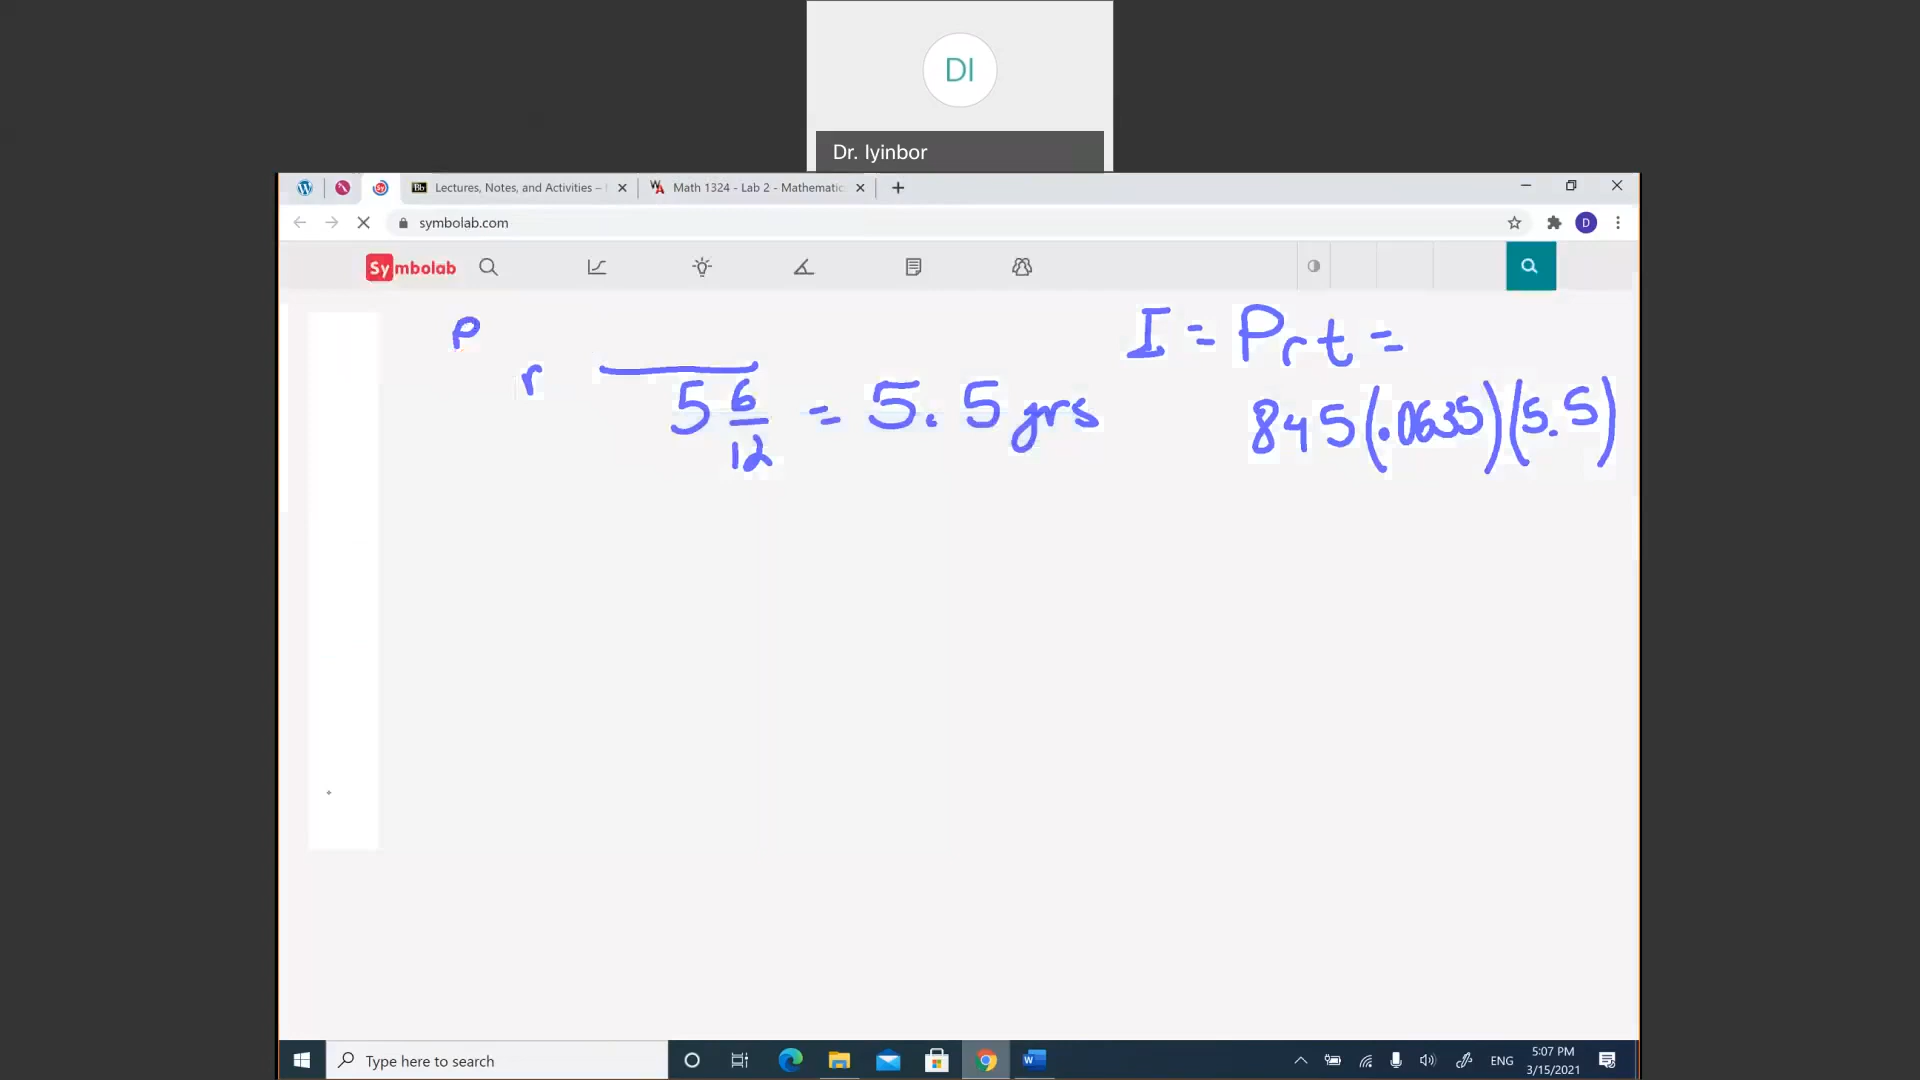 DI
Dr. Iyinbor
Lectures, Notes, and Activities –
Math 1324 - Lab 2 - Mathematic
symbolab.com
D
Symbolab
P
r
I = Prt =
5 6/12 = 5.5 yrs
845(.0635)(5.5)
Type here to search
ENG
5:07 PM
3/15/2021